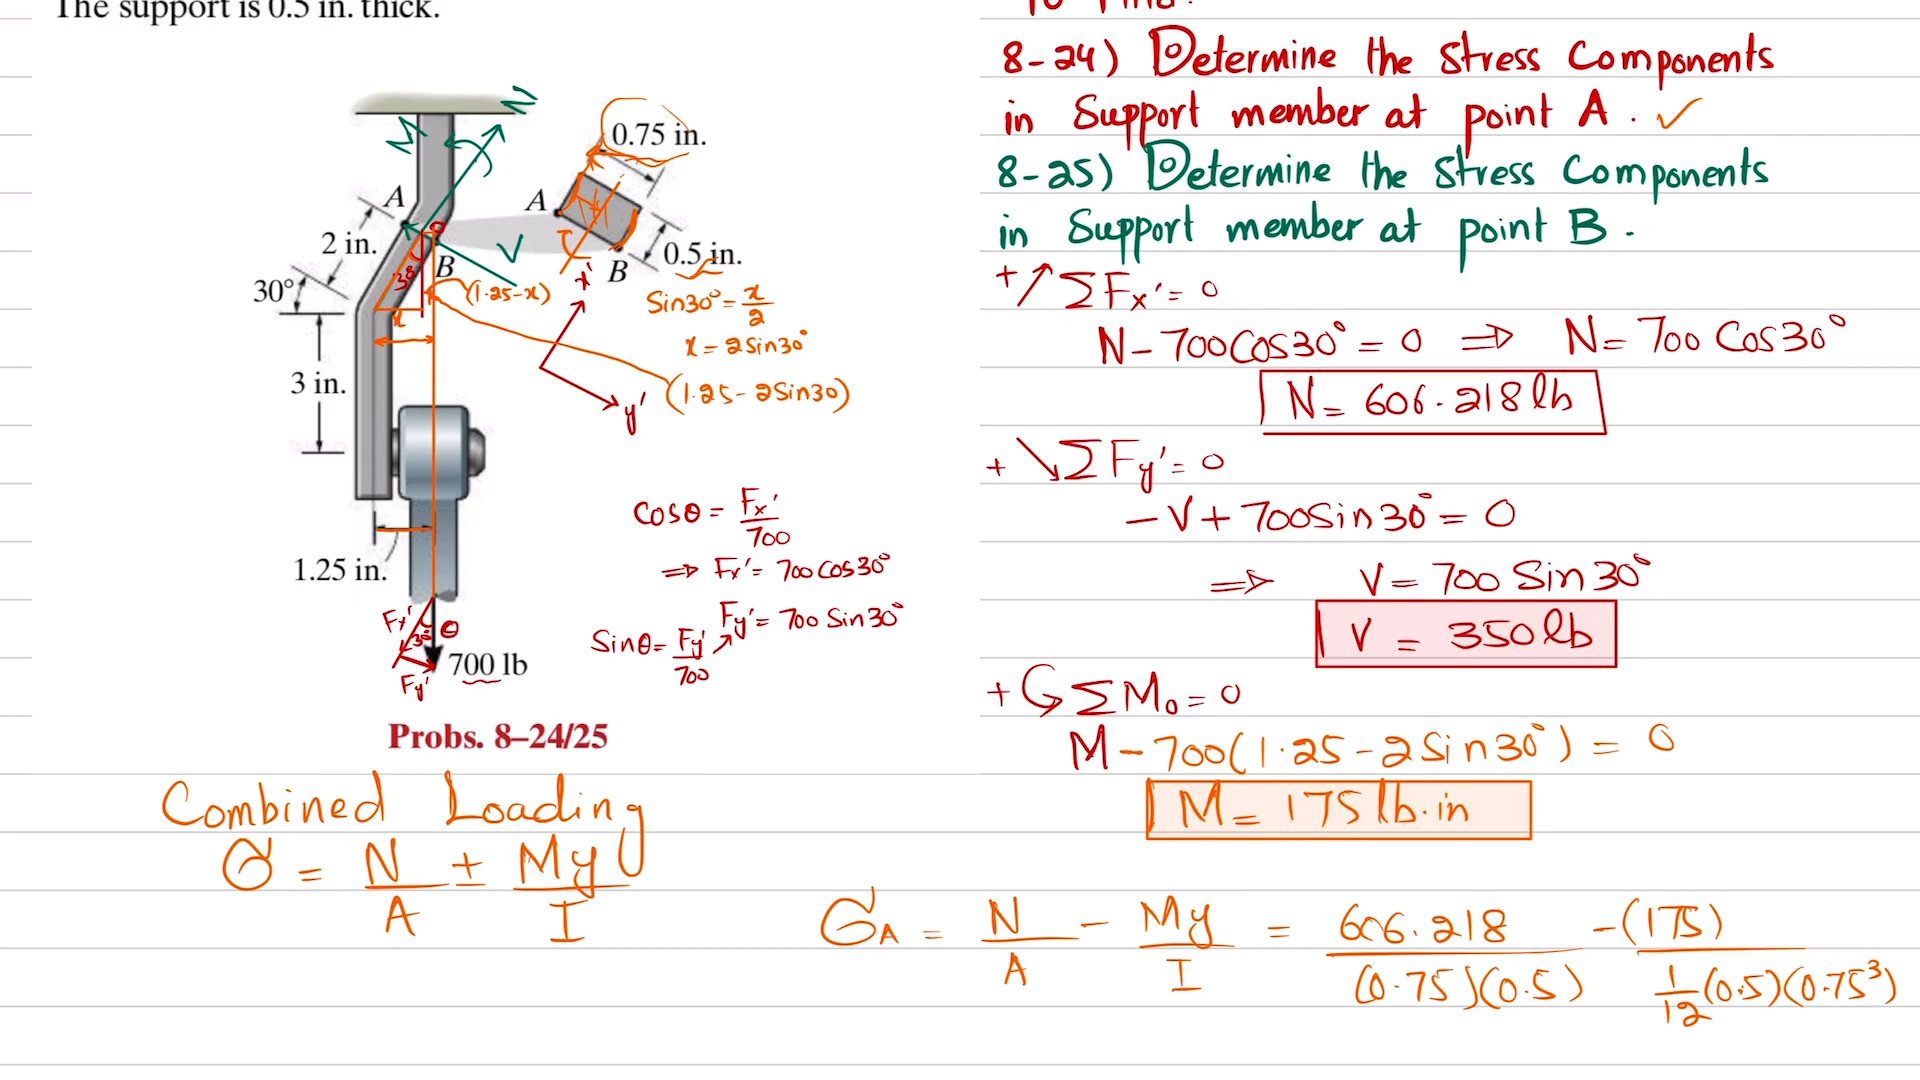 The support is 0.5 in. thick.
To Find:
8-24) Determine the Stress Components
in Support member at point A. ✓
8-25) Determine the Stress Components
in Support member at point B.
M
N
0.75 in.
A
A
2 in.
V
0.5 in.
30°
30°
B
B
(1.25-x)
x'
x
Sin30° = x/2
x = 2Sin30°
3 in.
(1.25-2Sin30)
y'
1.25 in.
Cosθ = Fx'/700
⇒ Fx' = 700 Cos30°
Sinθ = Fy'/700
Fy' = 700 Sin30°
Fx'
30°
θ
Fy'
700 lb
Probs. 8–24/25
+↗ ΣFx' = 0
N - 700Cos30° = 0 ⇒ N = 700 Cos30°
N = 606.218 lb
+↘ ΣFy' = 0
-V + 700Sin30° = 0
⇒ V = 700 Sin30°
V = 350 lb
+ ΣMo = 0
M - 700(1.25-2Sin30°) = 0
M = 175 lb.in
Combined Loading
σ = N/A ± My/I
σA = N/A - My/I = 606.218/(0.75)(0.5) - (175)/1/12(0.5)(0.75³)